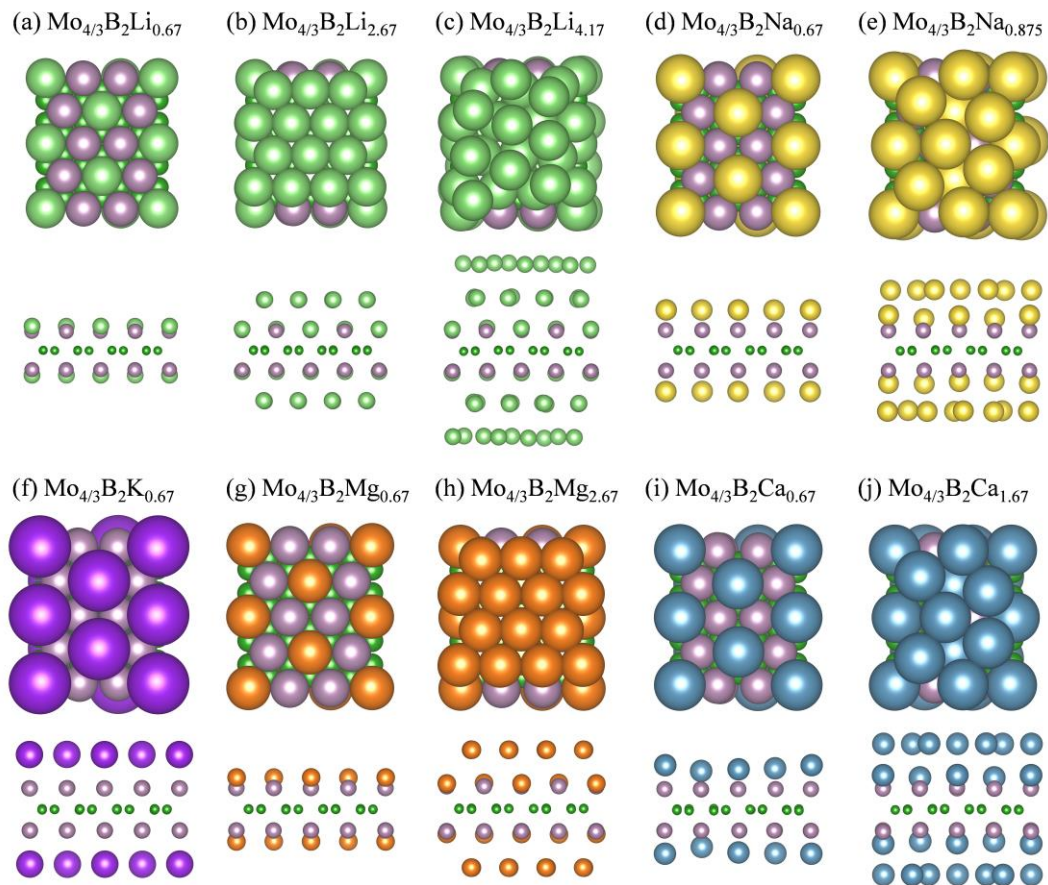 (a) Mo4/3B2Li0.67
(b) Mo4/3B2Li2.67
(c) Mo4/3B2Li4.17
(d) Mo4/3B2Na0.67
(e) Mo4/3B2Na0.875
(f) Mo4/3B2K0.67
(g) Mo4/3B2Mg0.67
(h) Mo4/3B2Mg2.67
(i) Mo4/3B2Ca0.67
(j) Mo4/3B2Ca1.67